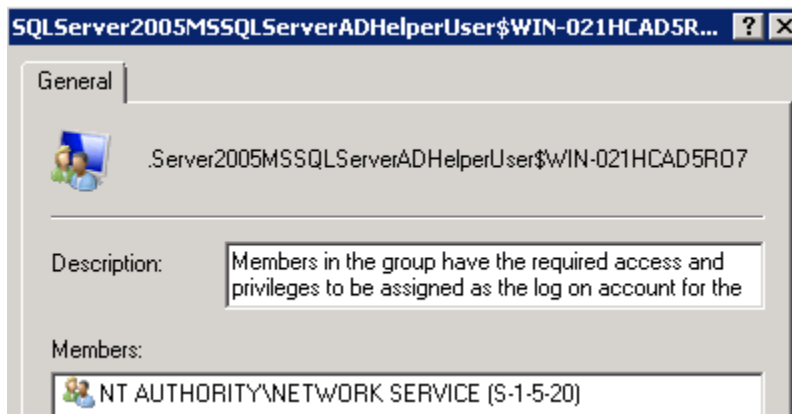 SQLServer2005MSSQLServerADHelperUser$WIN-021HCAD5R... ? X
General
.Server2005MSSQLServerADHelperUser$WIN-021HCAD5RO7
Description:
Members in the group have the required access and
privileges to be assigned as the log on account for the
Members:
NT AUTHORITY\NETWORK SERVICE (S-1-5-20)